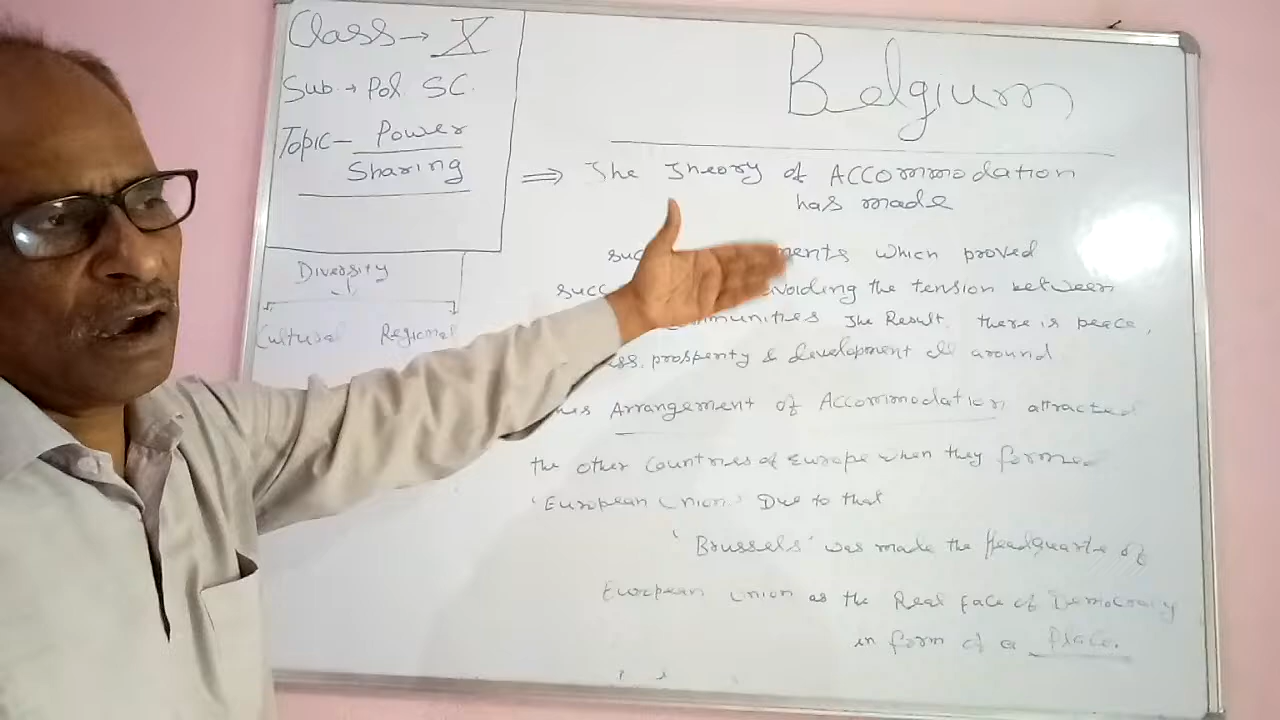 Class → X
Sub → Pol SC.
Topic - Power
Sharing
Diversity
Cultural Regional
Belgium
⇒ The Theory of Accommodation
has made
which proved
avoiding the tension between
The Result. there is peace,
prosperity & development all around
Arrangement of Accommodation attracted
the other countries of Europe when they formed
'European Union' Due to that
'Brussels' was made the Headquarte of
European Union as the Real face of Democracy
in form of a Place.